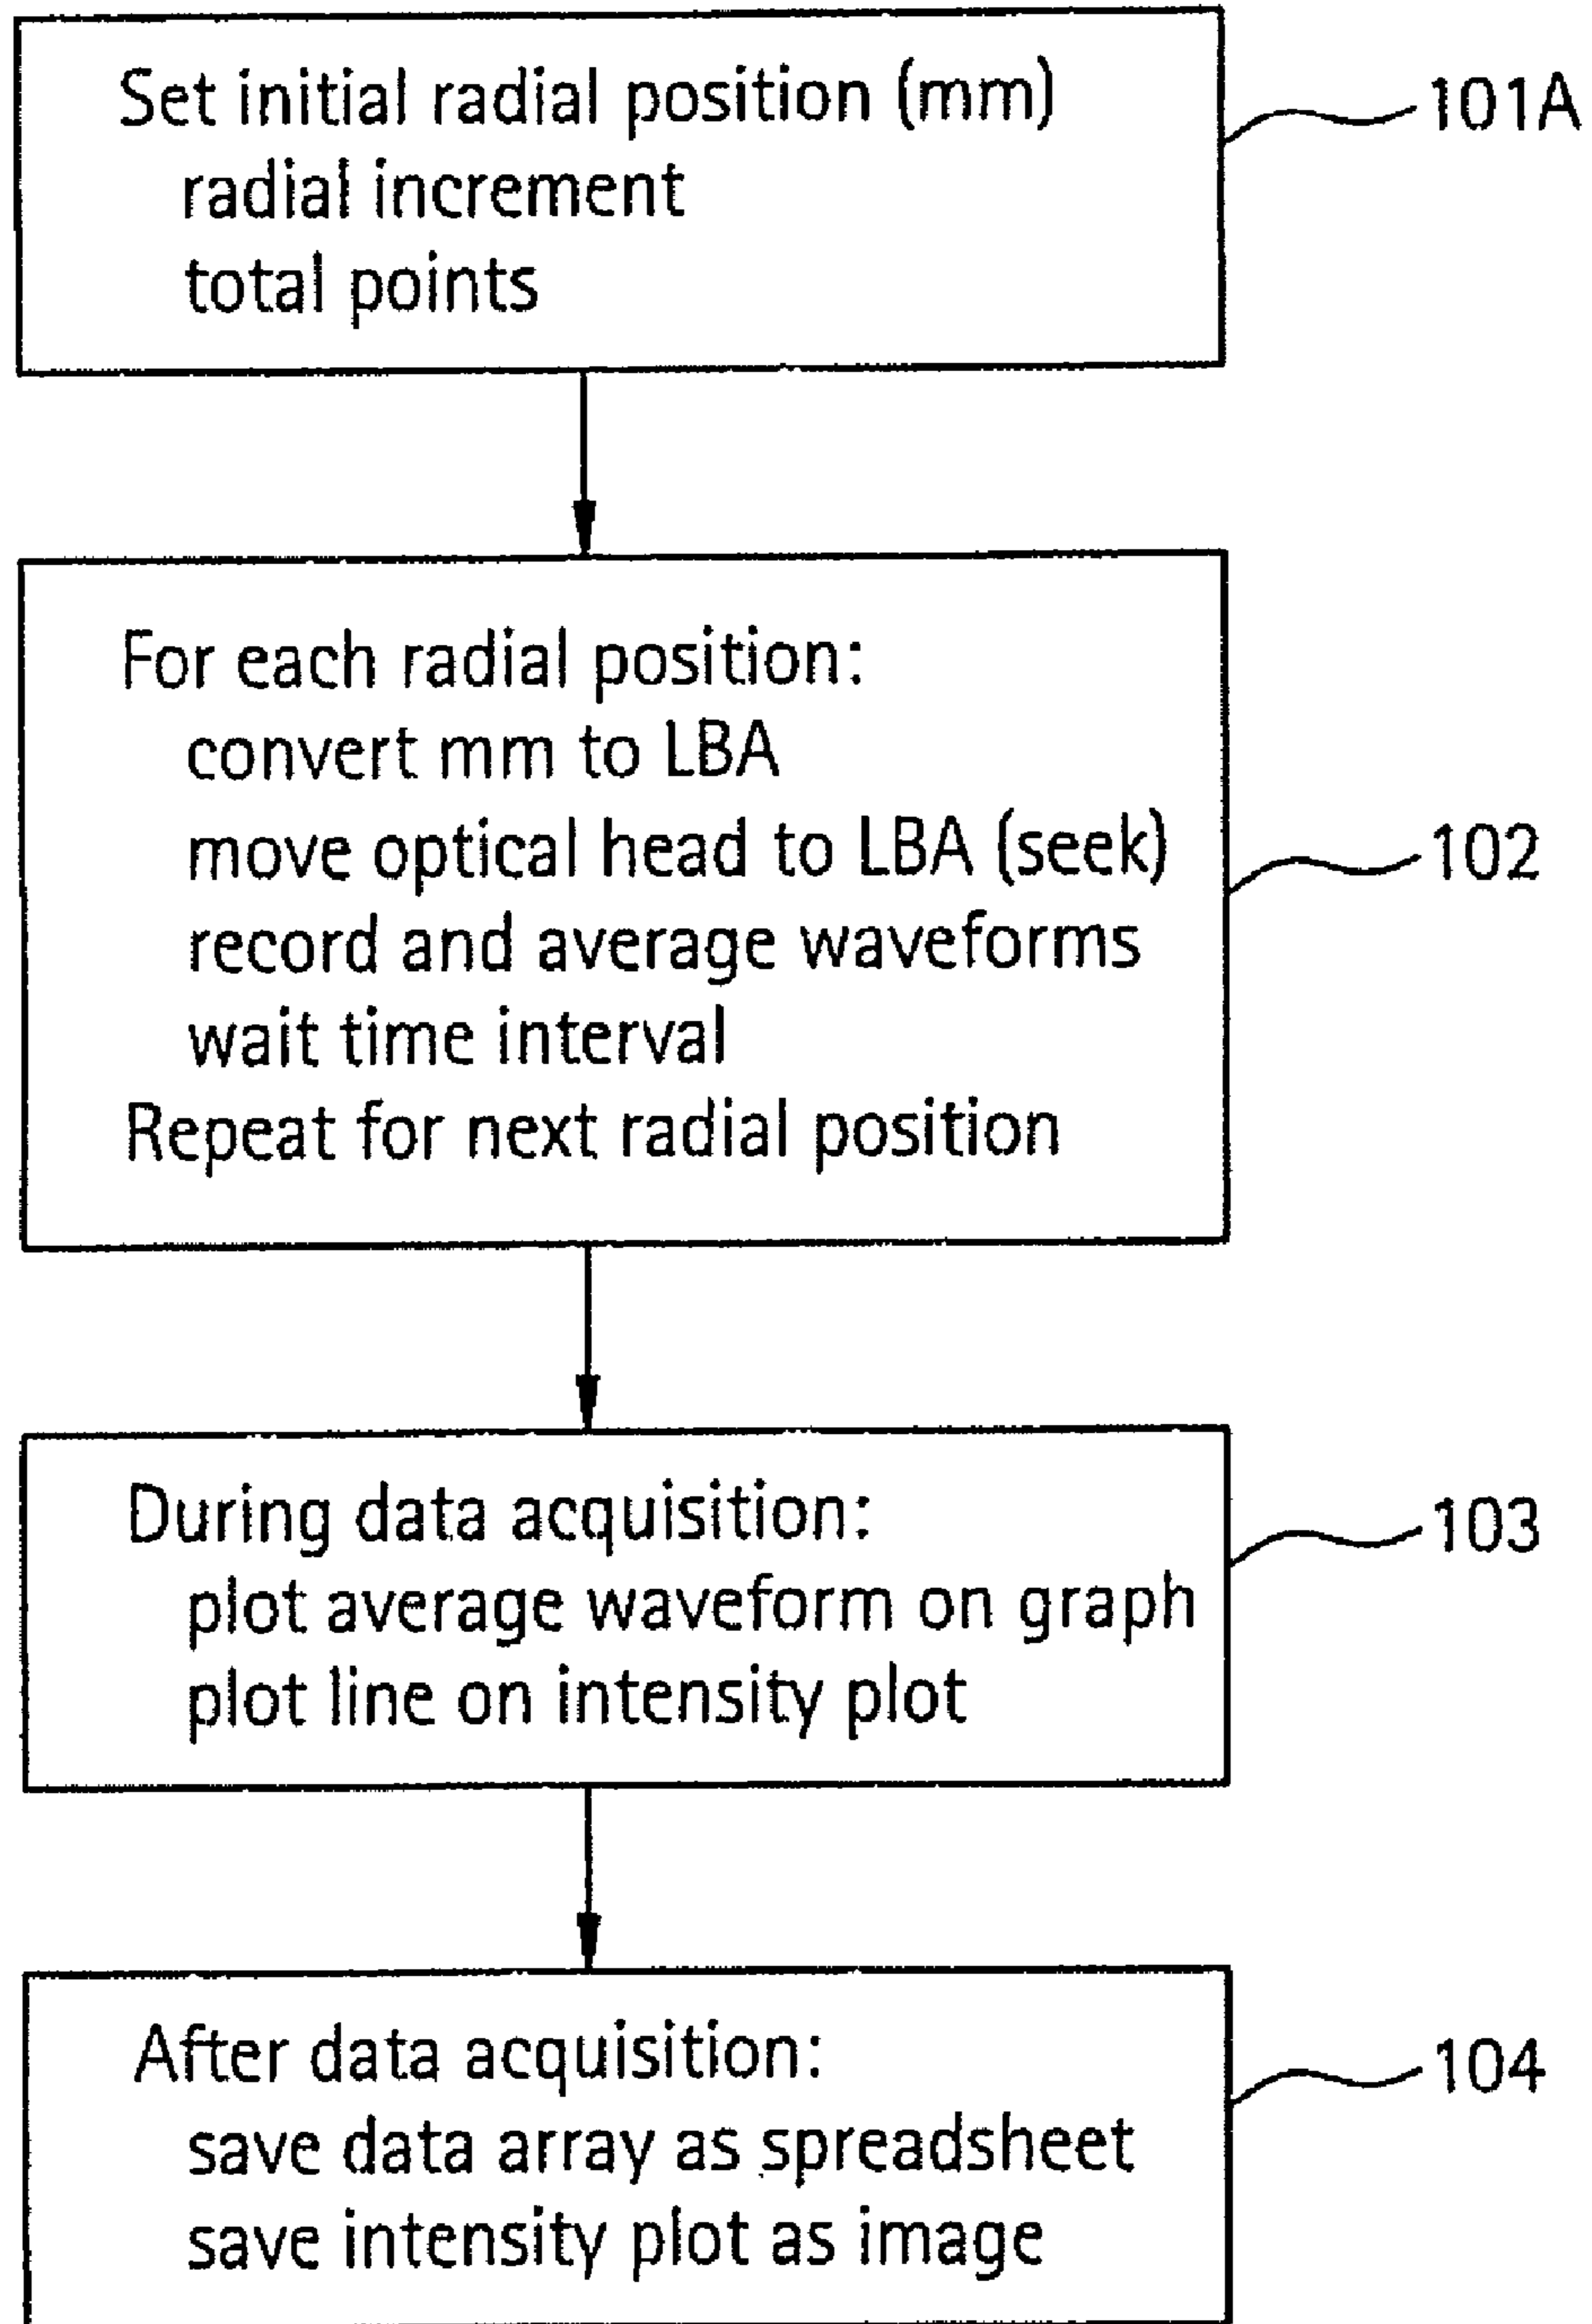 Set initial radial position (mm)
radial increment
total points
101A
For each radial position:
convert mm to LBA
move optical head to LBA (seek)
record and average waveforms
wait time interval
Repeat for next radial position
102
During data acquisition:
plot average waveform on graph
plot line on intensity plot
103
After data acquisition:
save data array as spreadsheet
save intensity plot as image
104